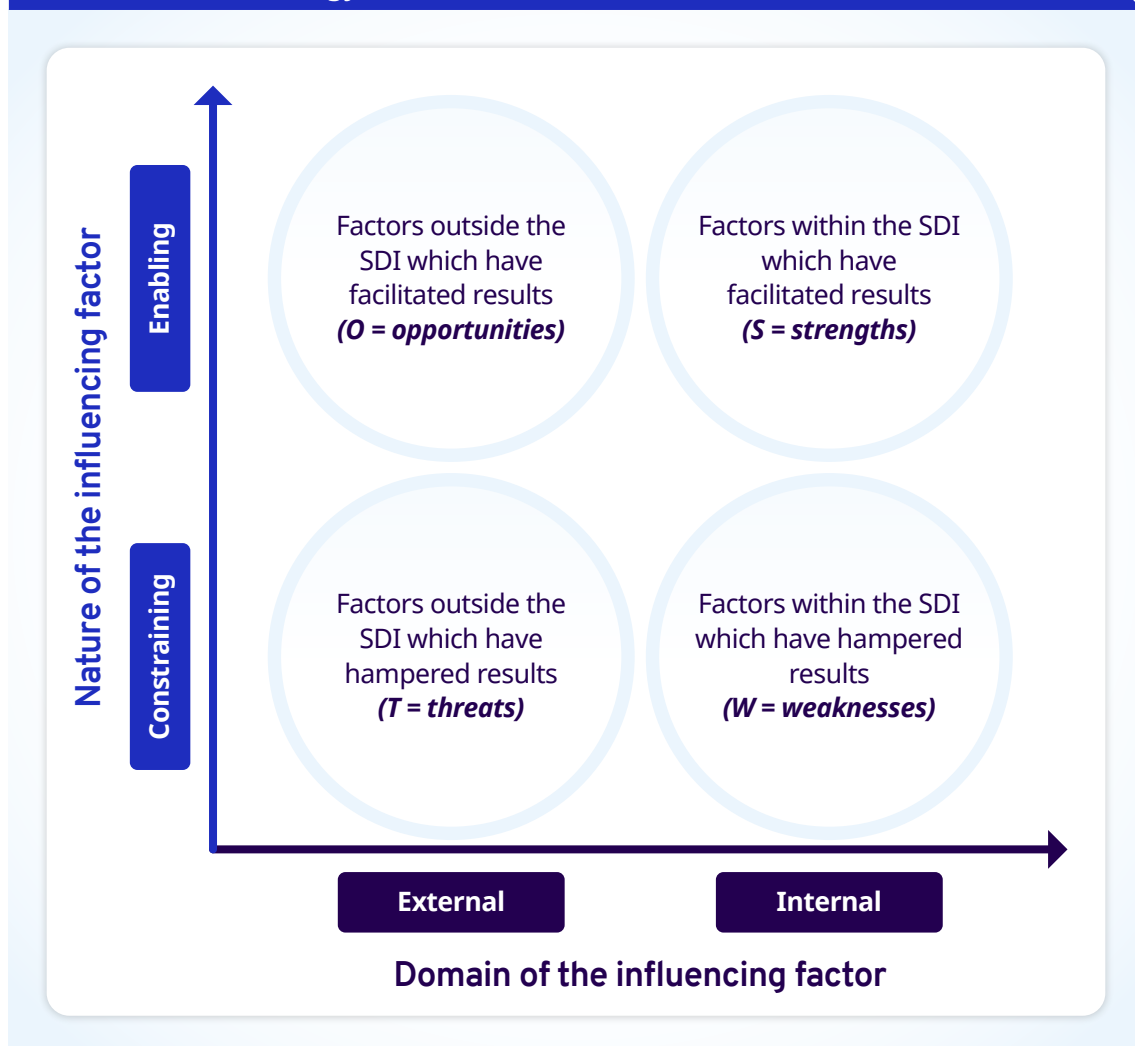 Nature of the influencing factor
Enabling
Constraining
Factors outside the
SDI which have
facilitated results
(O = opportunities)
Factors within the SDI
which have
facilitated results
(S = strengths)
Factors outside the
SDI which have
hampered results
(T = threats)
Factors within the SDI
which have hampered
results
(W = weaknesses)
External
Internal
Domain of the influencing factor